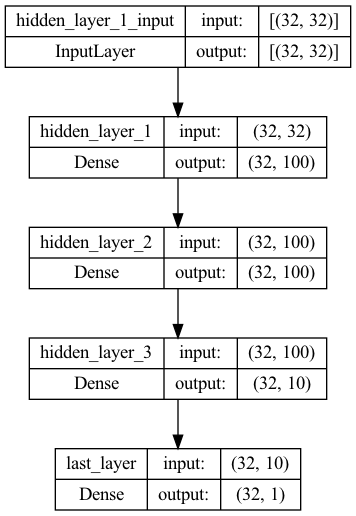 hidden_layer_1_input input: [(32, 32)]
InputLayer output: [(32, 32)]
hidden_layer_1 input: (32, 32)
Dense output: (32, 100)
hidden_layer_2 input: (32, 100)
Dense output: (32, 100)
hidden_layer_3 input: (32, 100)
Dense output: (32, 10)
last_layer input: (32, 10)
Dense output: (32, 1)